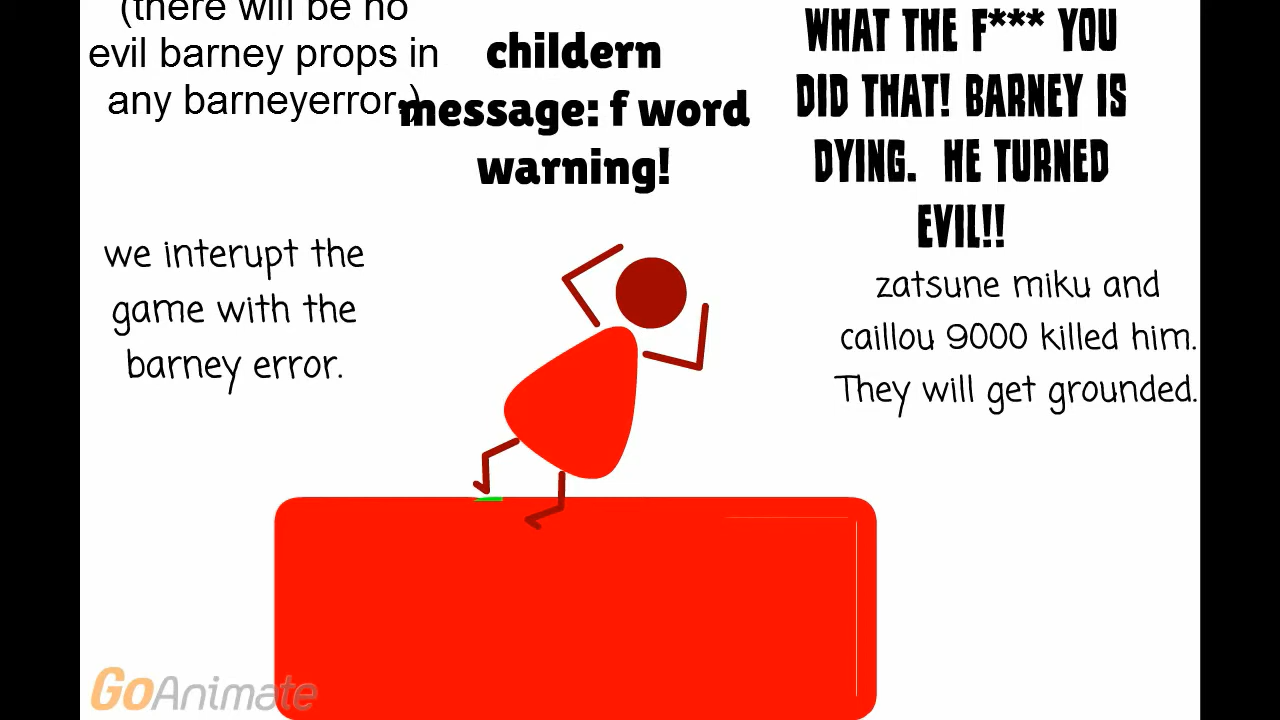 (there will be no
evil barney props in
any barneyerror.)
childern
message: f word
warning!
WHAT THE F*** YOU
DID THAT! BARNEY IS
DYING. HE TURNED
EVIL!!
we interupt the
game with the
barney error.
zatsune miku and
caillou 9000 killed him.
They will get grounded.
GoAnimate